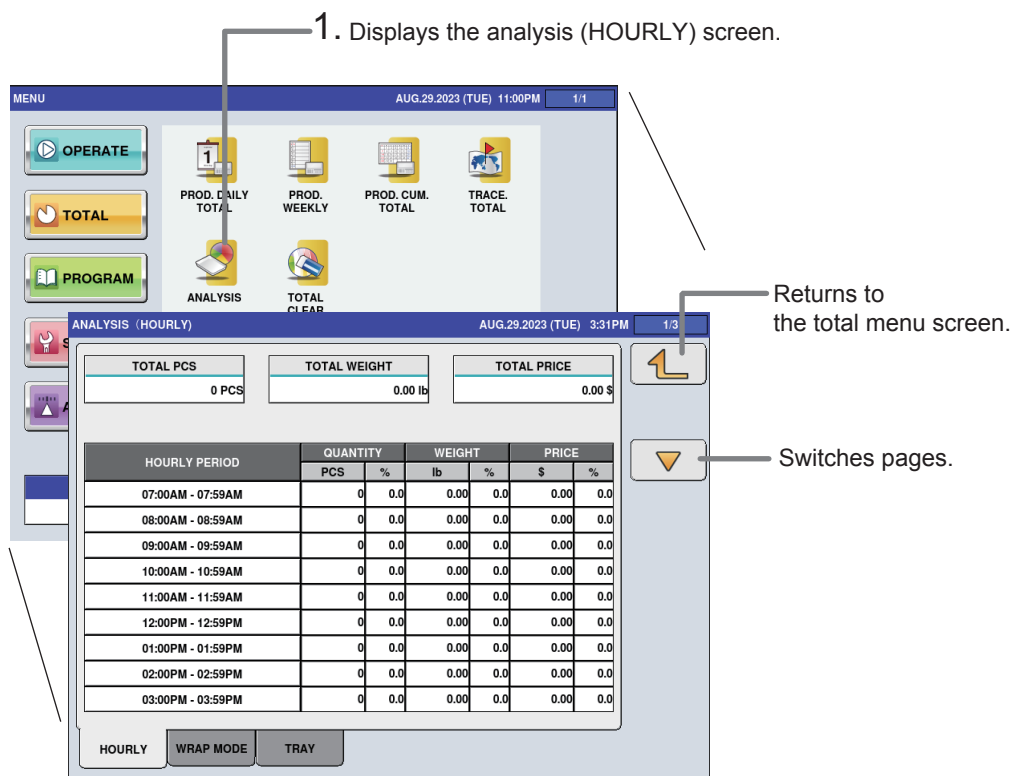 1. Displays the analysis (HOURLY) screen.
MENU AUG.29.2023 (TUE) 11:00PM 1/1
OPERATE
TOTAL
PROGRAM
S
A
PROD. DAILY
TOTAL
PROD.
WEEKLY
PROD. CUM.
TOTAL
TRACE.
TOTAL
ANALYSIS
TOTAL
CLEAR
Returns to
the total menu screen.
ANALYSIS (HOURLY) AUG.29.2023 (TUE) 3:31PM 1/3
TOTAL PCS TOTAL WEIGHT TOTAL PRICE
0 PCS 0.00 lb 0.00 $
Switches pages.
HOURLY PERIOD QUANTITY WEIGHT PRICE
PCS % lb % $ %
07:00AM - 07:59AM 0 0.0 0.00 0.0 0.00 0.0
08:00AM - 08:59AM 0 0.0 0.00 0.0 0.00 0.0
09:00AM - 09:59AM 0 0.0 0.00 0.0 0.00 0.0
10:00AM - 10:59AM 0 0.0 0.00 0.0 0.00 0.0
11:00AM - 11:59AM 0 0.0 0.00 0.0 0.00 0.0
12:00PM - 12:59PM 0 0.0 0.00 0.0 0.00 0.0
01:00PM - 01:59PM 0 0.0 0.00 0.0 0.00 0.0
02:00PM - 02:59PM 0 0.0 0.00 0.0 0.00 0.0
03:00PM - 03:59PM 0 0.0 0.00 0.0 0.00 0.0
HOURLY WRAP MODE TRAY